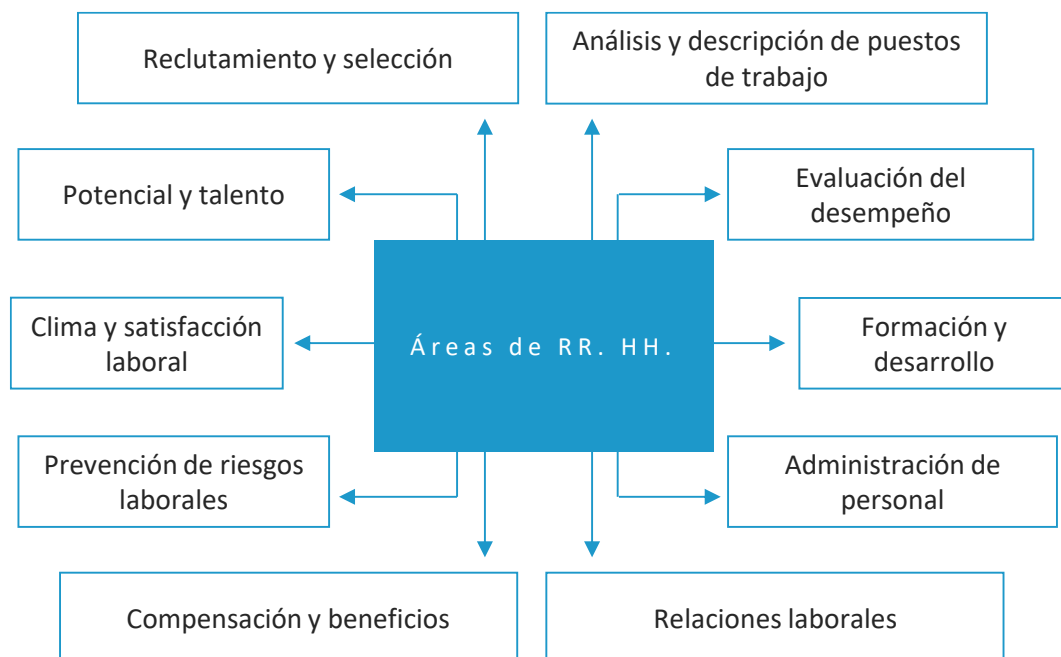 Reclutamiento y selección
Análisis y descripción de puestos
de trabajo
Potencial y talento
Evaluación del
desempeño
Clima y satisfacción
laboral
Áreas de RR. HH.
Formación y
desarrollo
Prevención de riesgos
laborales
Administración de
personal
Compensación y beneficios
Relaciones laborales